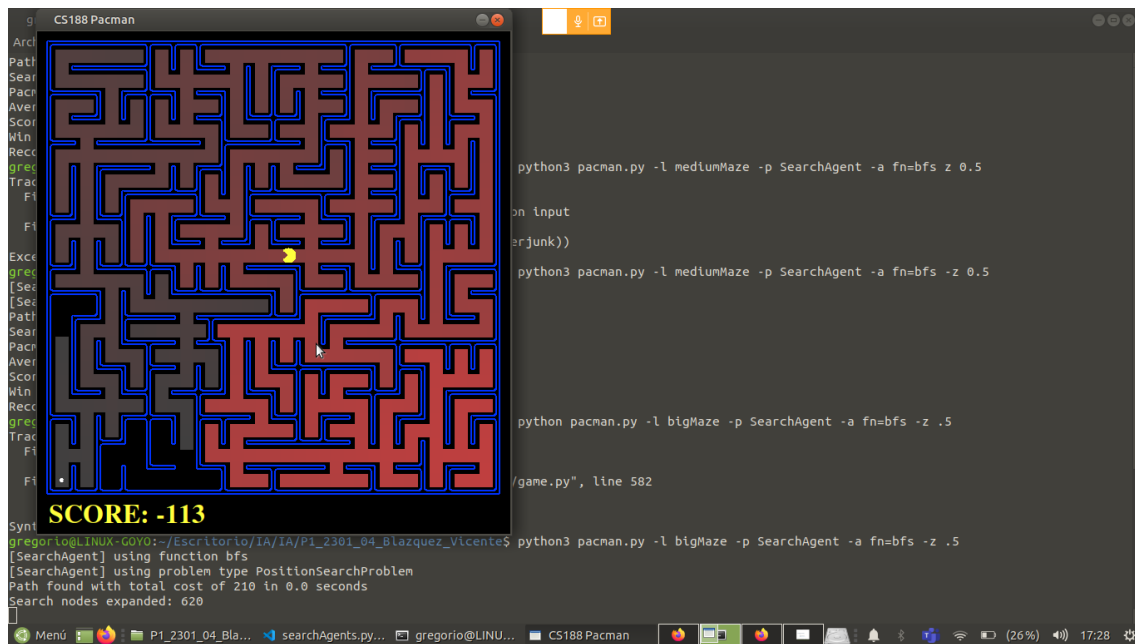 CS188 Pacman
Path
Sear
Pacm
Aver
Scor
Win
Reco
greg python3 pacman.py -l mediumMaze -p SearchAgent -a fn=bfs z 0.5
Trac
Fi
on input
Fi
erjunk))
Exce
greg python3 pacman.py -l mediumMaze -p SearchAgent -a fn=bfs -z 0.5
[Sea
[Sea
Path
Sear
Pacm
Aver
Scor
Win
Reco
greg python pacman.py -l bigMaze -p SearchAgent -a fn=bfs -z .5
Trac
Fi
Fi /game.py", line 582
SCORE: -113
Synt
gregorio@LINUX-GOYO:~/Escritorio/IA/IA/P1_2301_04_Blazquez_Vicente$ python3 pacman.py -l bigMaze -p SearchAgent -a fn=bfs -z .5
[SearchAgent] using function bfs
[SearchAgent] using problem type PositionSearchProblem
Path found with total cost of 210 in 0.0 seconds
Search nodes expanded: 620
Menú P1_2301_04_Bla... searchAgents.py... gregorio@LINU... CS188 Pacman (26%) 17:28